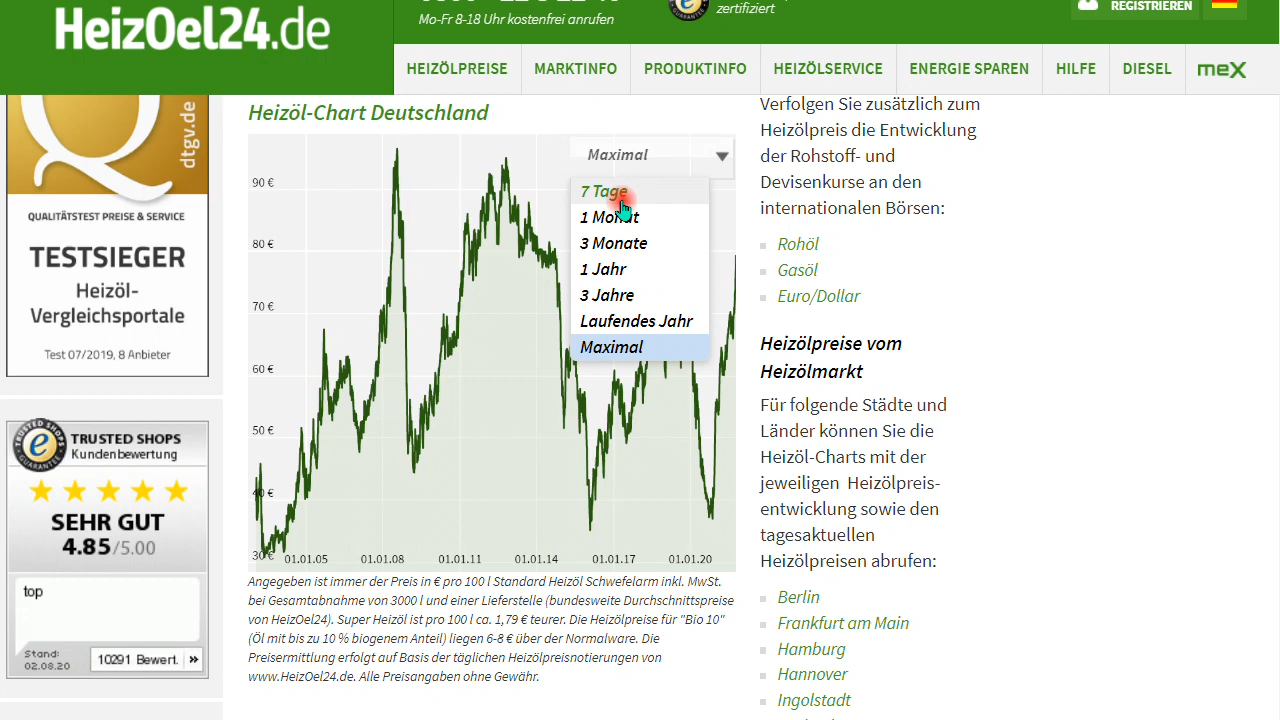 HeizOel24.de
Mo-Fr 8-18 Uhr kostenfrei anrufen
zertifiziert
REGISTRIEREN
HEIZÖLPREISE
MARKTINFO
PRODUKTINFO
HEIZÖLSERVICE
ENERGIE SPAREN
HILFE
DIESEL
meX
dtgv.de
QUALITÄTSTEST PREISE & SERVICE
TESTSIEGER
Heizöl-
Vergleichsportale
Test 07/2019, 8 Anbieter
TRUSTED SHOPS
Kundenbewertung
SEHR GUT
4.85/5.00
top
Stand:
02.08.20
10291 Bewert. »
Heizöl-Chart Deutschland
Maximal
7 Tage
1 Monat
3 Monate
1 Jahr
3 Jahre
Laufendes Jahr
Maximal
90 €
80 €
70 €
60 €
50 €
40 €
30 €
01.01.05
01.01.08
01.01.11
01.01.14
01.01.17
01.01.20
Angegeben ist immer der Preis in € pro 100 l Standard Heizöl Schwefelarm inkl. MwSt.
bei Gesamtabnahme von 3000 l und einer Lieferstelle (bundesweite Durchschnittspreise
von HeizOel24). Super Heizöl ist pro 100 l ca. 1,79 € teurer. Die Heizölpreise für "Bio 10"
(Öl mit bis zu 10 % biogenem Anteil) liegen 6-8 € über der Normalware. Die
Preisermittlung erfolgt auf Basis der täglichen Heizölpreisnotierungen von
www.HeizOel24.de. Alle Preisangaben ohne Gewähr.
Verfolgen Sie zusätzlich zum
Heizölpreis die Entwicklung
der Rohstoff- und
Devisenkurse an den
internationalen Börsen:
Rohöl
Gasöl
Euro/Dollar
Heizölpreise vom
Heizölmarkt
Für folgende Städte und
Länder können Sie die
Heizöl-Charts mit der
jeweiligen Heizölpreis-
entwicklung sowie den
tagesaktuellen
Heizölpreisen abrufen:
Berlin
Frankfurt am Main
Hamburg
Hannover
Ingolstadt